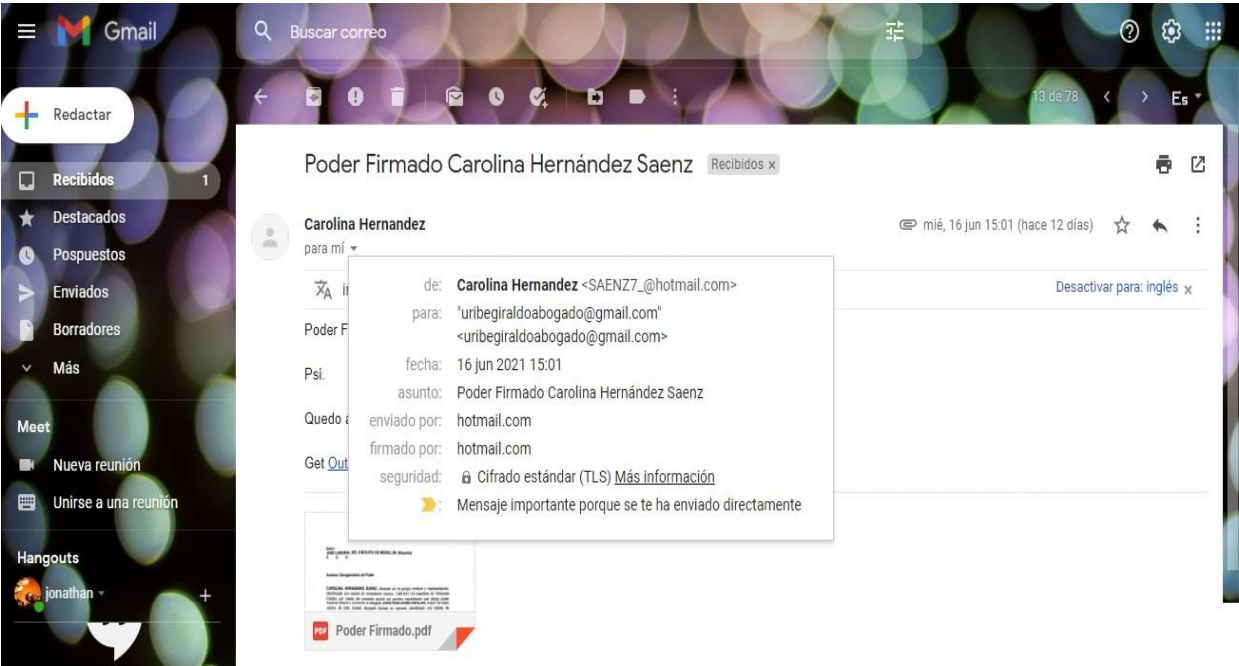 Gmail
Buscar correo
Redactar
13 de 78
Es
Recibidos
1
Destacados
Pospuestos
Enviados
Borradores
Más
Meet
Nueva reunión
Unirse a una reunión
Hangouts
jonathan
Poder Firmado Carolina Hernández Saenz Recibidos x
Carolina Hernandez
mié, 16 jun 15:01 (hace 12 días)
para mí
Desactivar para: inglés x
Poder F
Psi.
Quedo a
Get Out
de: Carolina Hernandez <SAENZ7_@hotmail.com>
para: "uribegiraldoabogado@gmail.com"
<uribegiraldoabogado@gmail.com>
fecha: 16 jun 2021 15:01
asunto: Poder Firmado Carolina Hernández Saenz
enviado por: hotmail.com
firmado por: hotmail.com
seguridad: Cifrado estándar (TLS) Más información
: Mensaje importante porque se te ha enviado directamente
PDF Poder Firmado.pdf